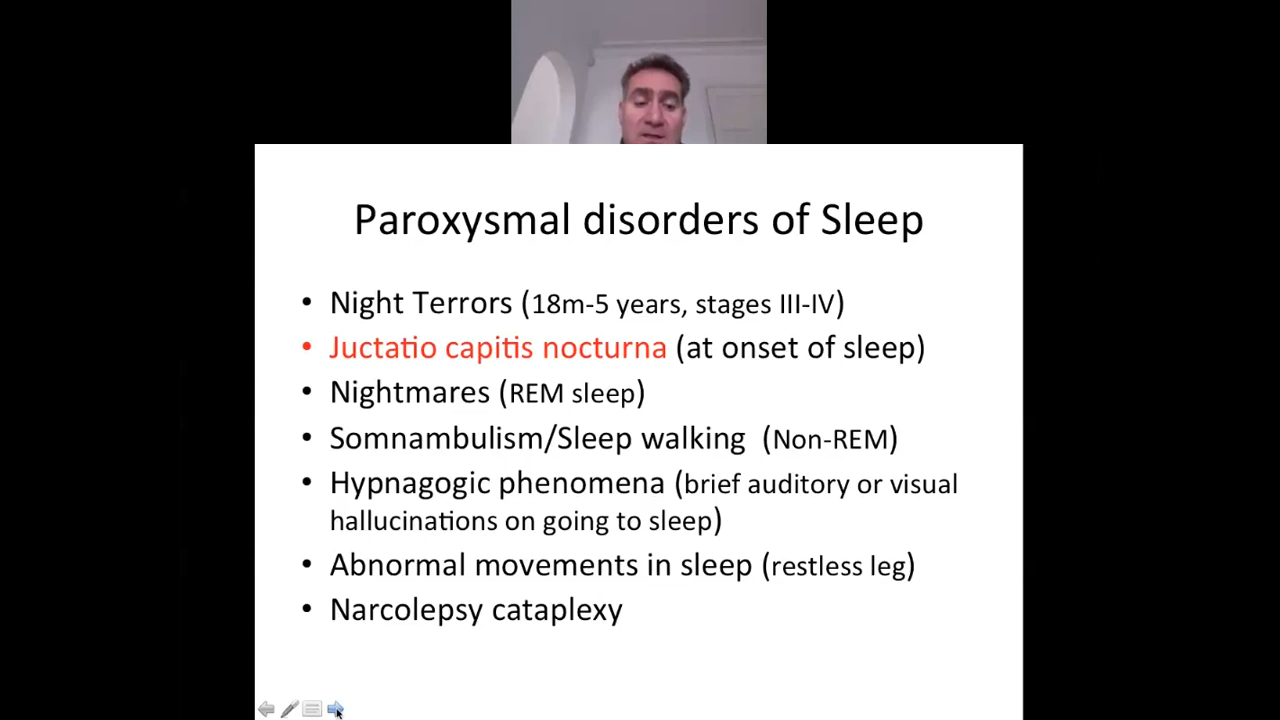 Paroxysmal disorders of Sleep
• Night Terrors (18m-5 years, stages III-IV)
• Juctatio capitis nocturna (at onset of sleep)
• Nightmares (REM sleep)
• Somnambulism/Sleep walking (Non-REM)
• Hypnagogic phenomena (brief auditory or visual
hallucinations on going to sleep)
• Abnormal movements in sleep (restless leg)
• Narcolepsy cataplexy